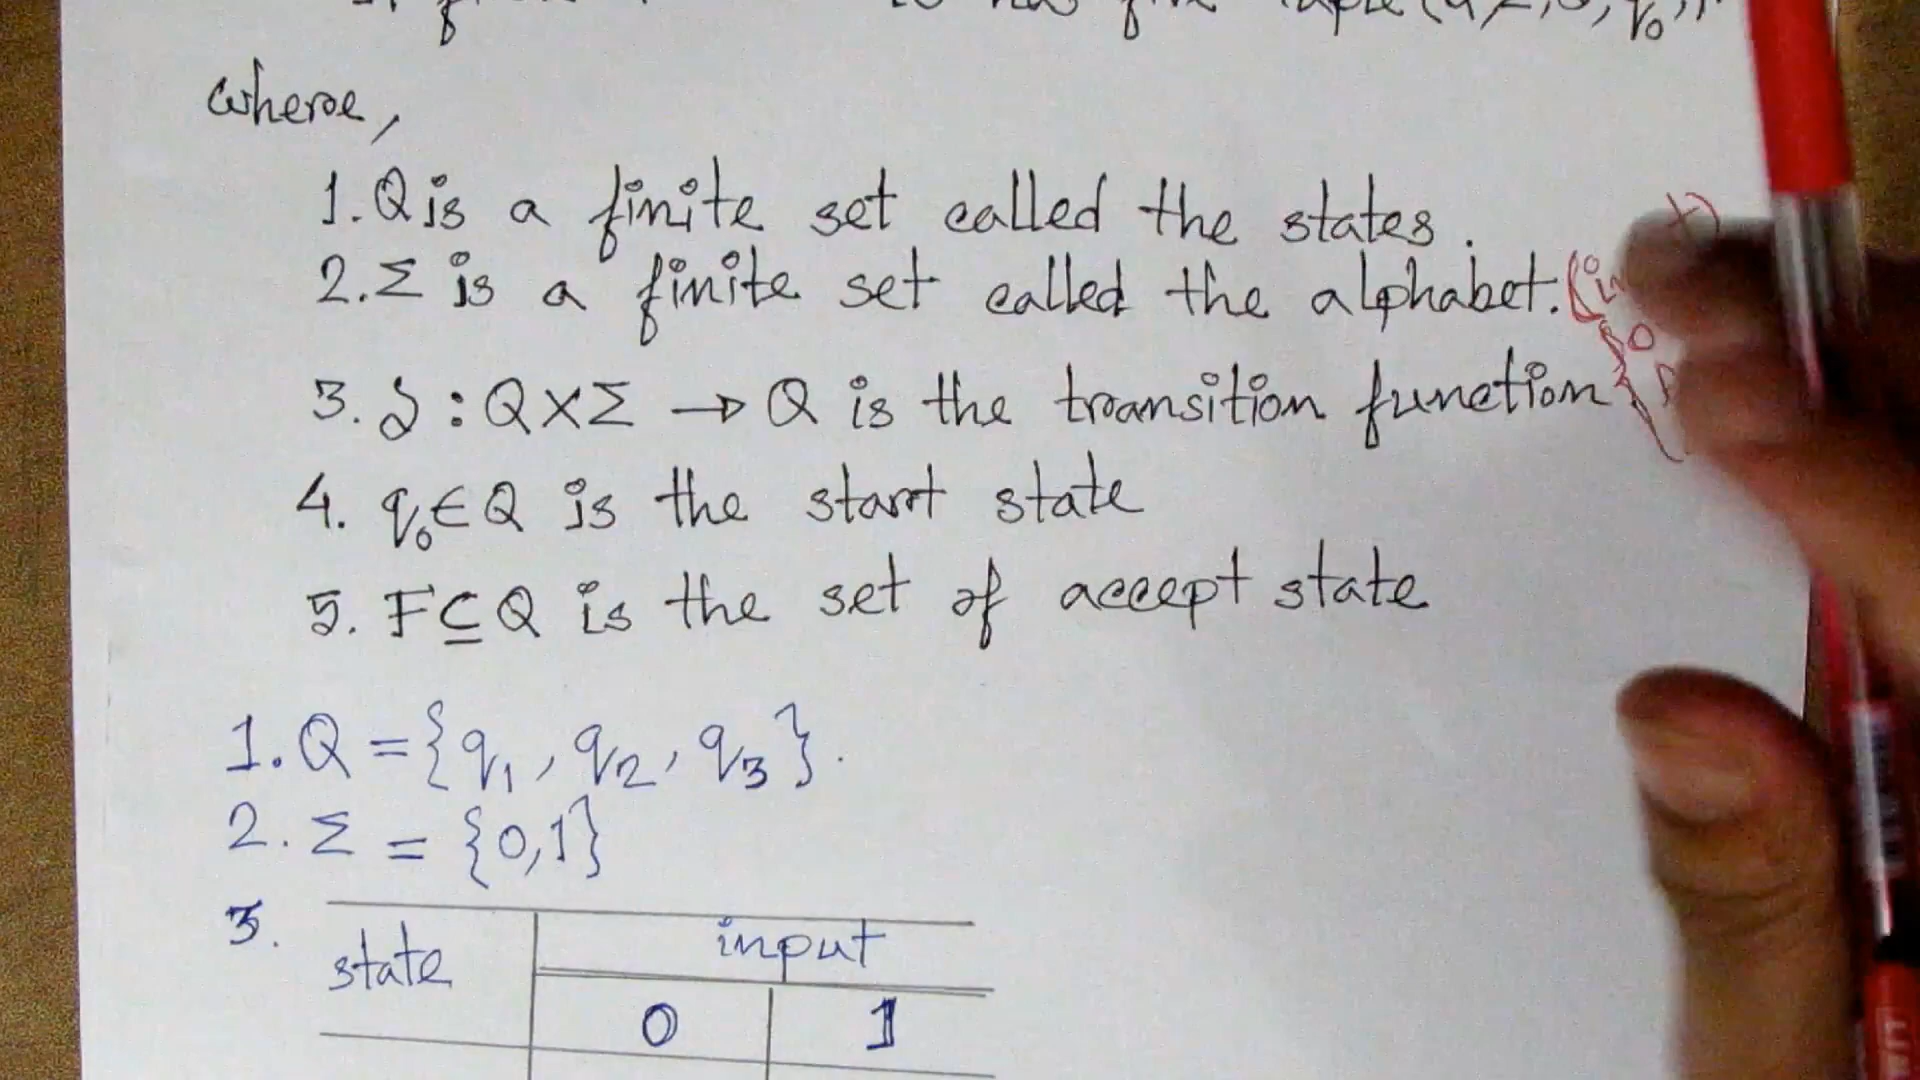 where,
1. Q is a finite set called the states.
2. Σ is a finite set called the alphabet.
3. δ : Q X Σ → Q is the transition function
4. q₀ ∈ Q is the start state
5. F ⊆ Q is the set of accept state
1. Q = {q₁, q₂, q₃}.
2. Σ = {0,1}
3.
state input
0 1